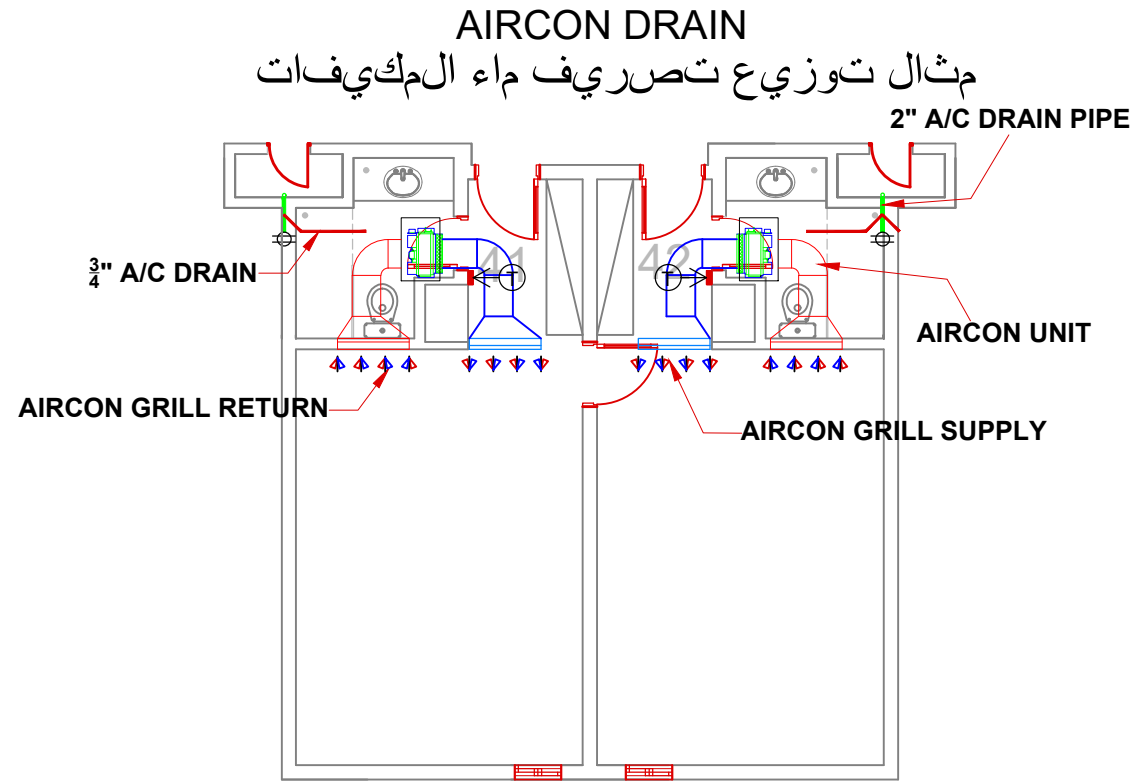 AIRCON DRAIN
مثال توزيع تصريف ماء المكيفات
2" A/C DRAIN PIPE
41
42
3/4" A/C DRAIN
AIRCON UNIT
AIRCON GRILL RETURN
AIRCON GRILL SUPPLY